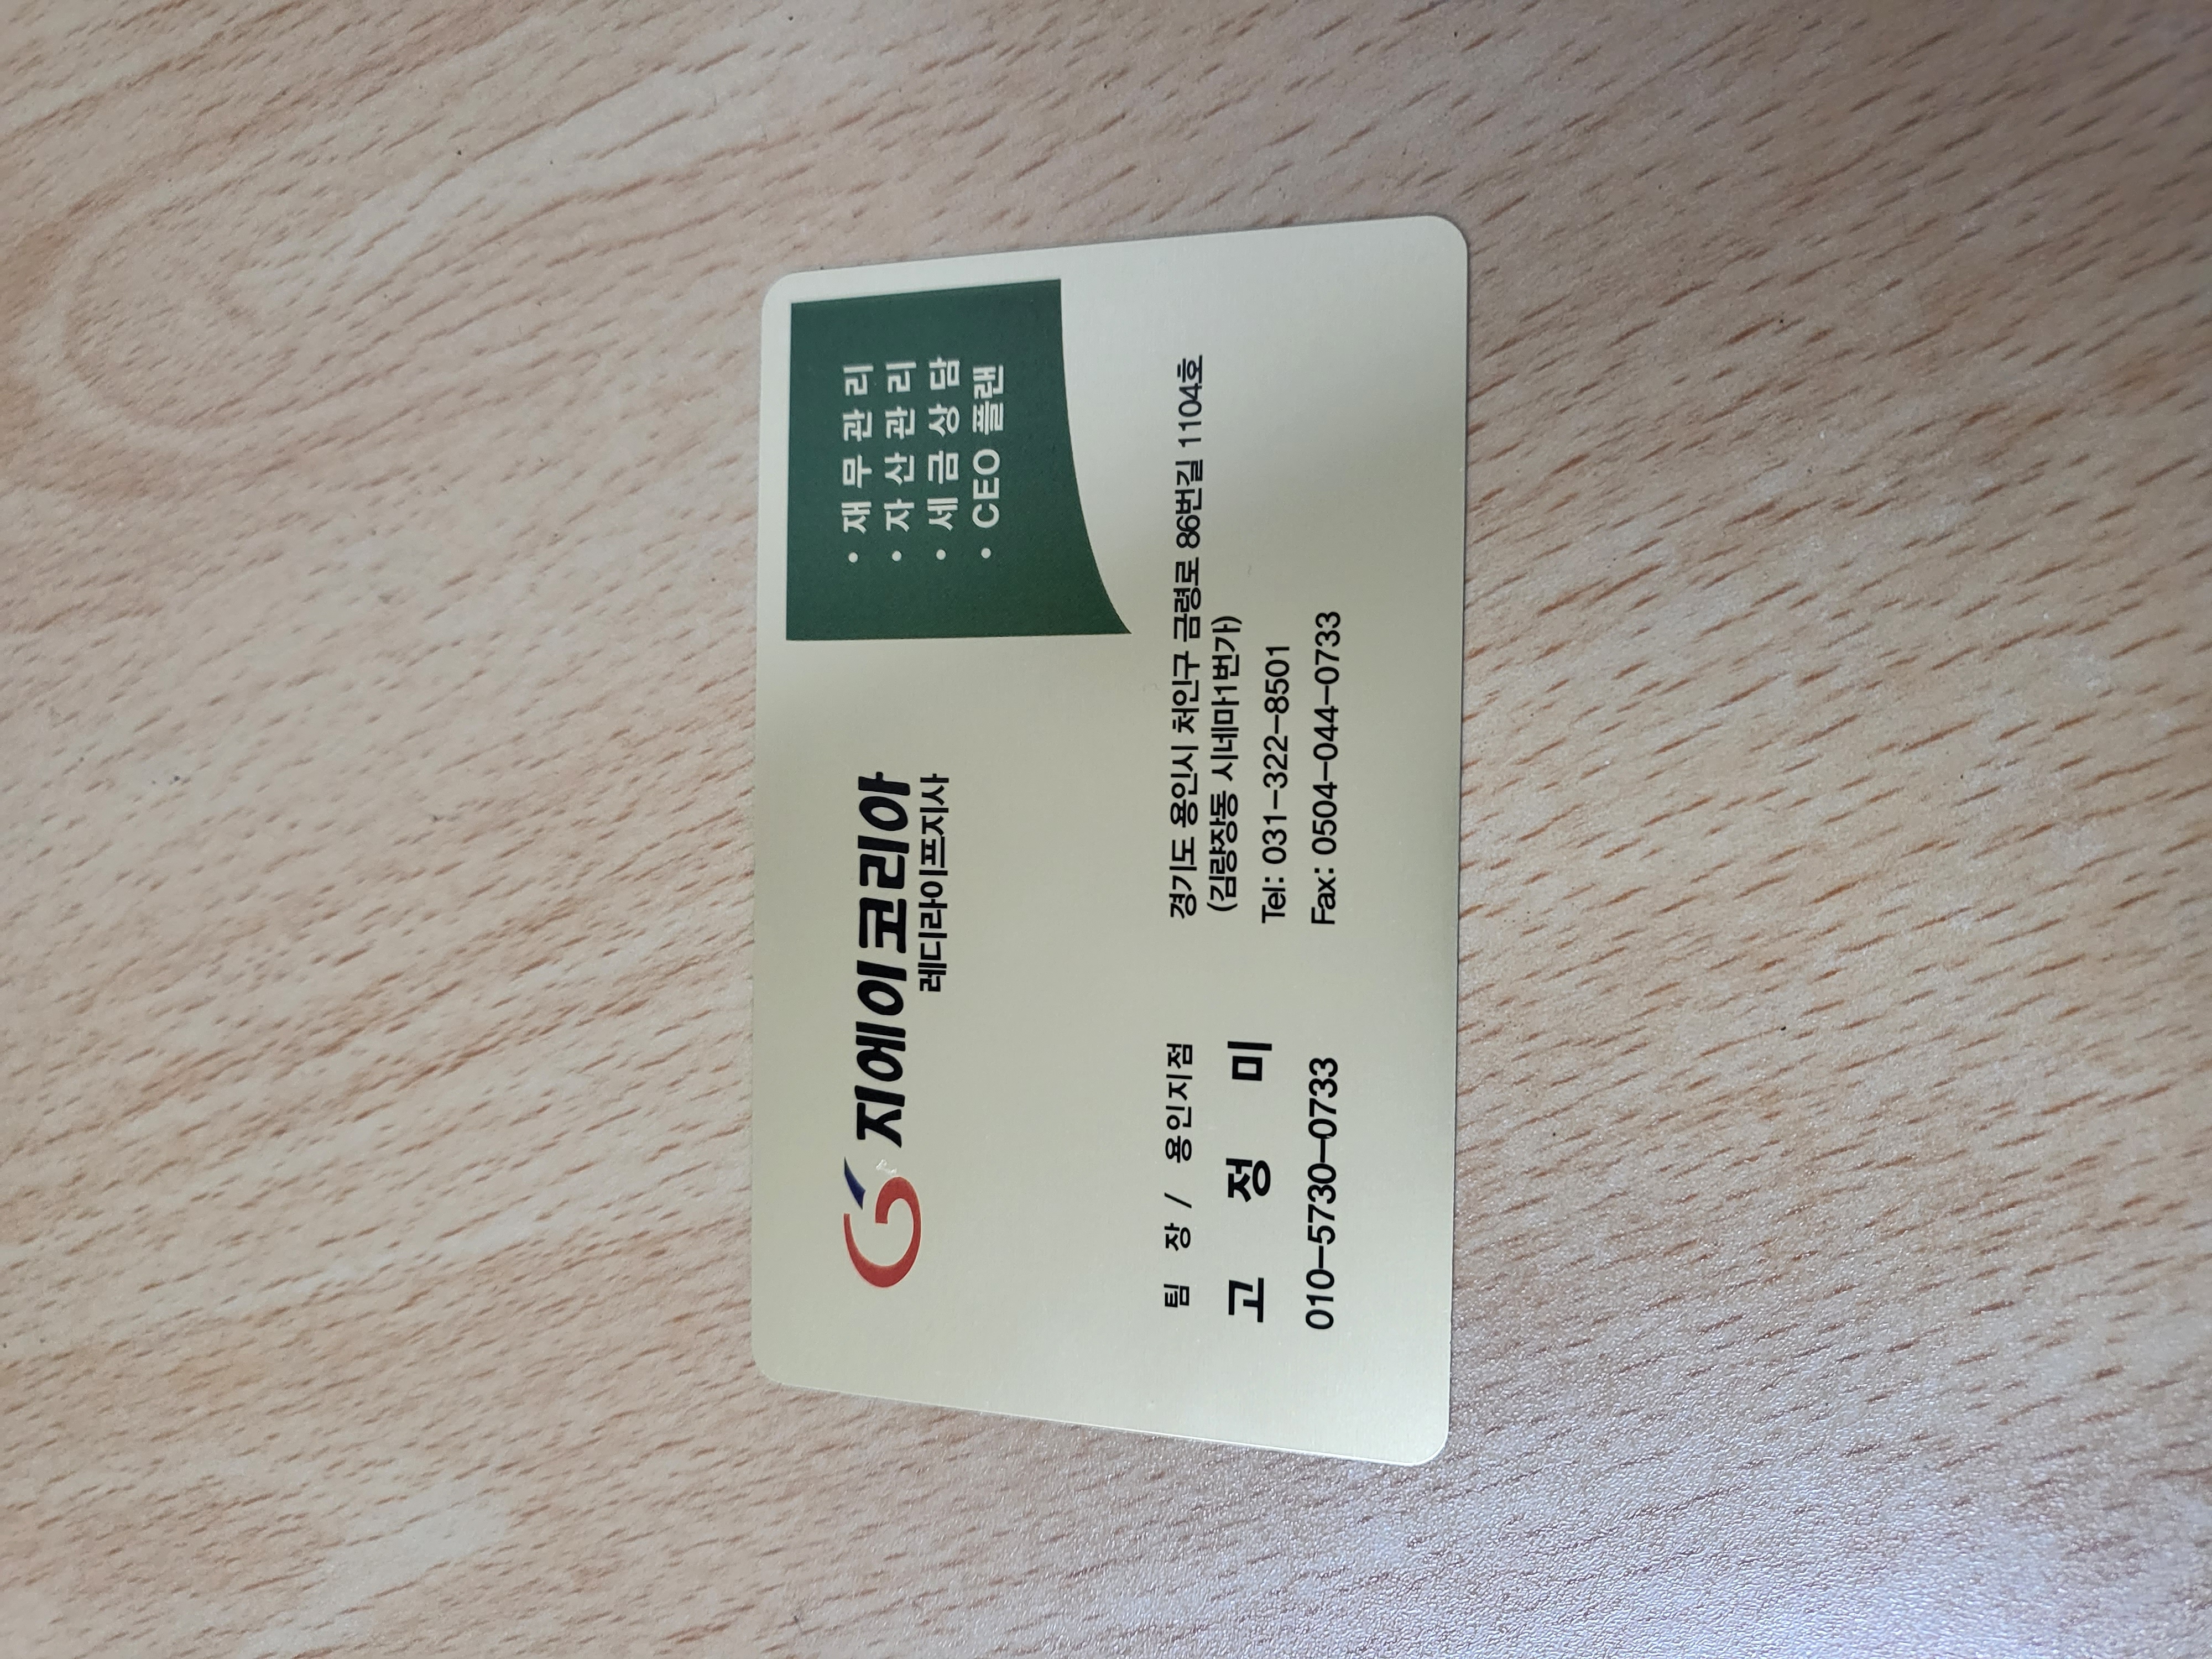 지에이코리아
레디라이프지사
• 재무관리
• 자산관리
• 세금상담
• CEO 플랜
팀 장 / 용인지점
고 정 미
010-5730-0733
경기도 용인시 처인구 금령로 86번길 1104호
(김량장동 시네마1번가)
Tel: 031-322-8501
Fax: 0504-044-0733